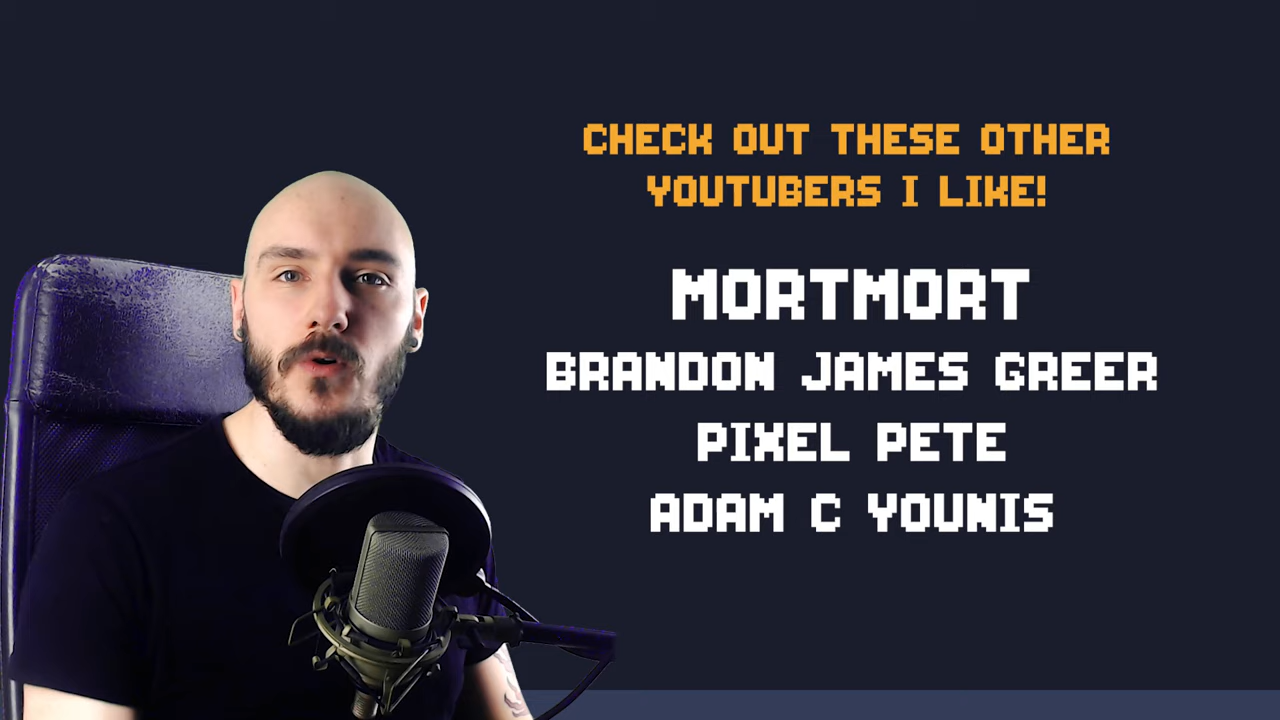 CHECK OUT THESE OTHER
YOUTUBERS I LIKE!
MORTMORT
BRANDON JAMES GREER
PIXEL PETE
ADAM C YOUNIS